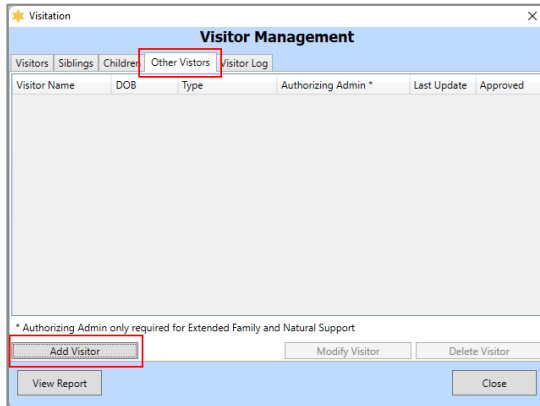 Visitation
Visitor Management
Visitors Siblings Children Other Vistors Visitor Log
Visitor Name DOB Type Authorizing Admin * Last Update Approved
* Authorizing Admin only required for Extended Family and Natural Support
Add Visitor Modify Visitor Delete Visitor
View Report Close